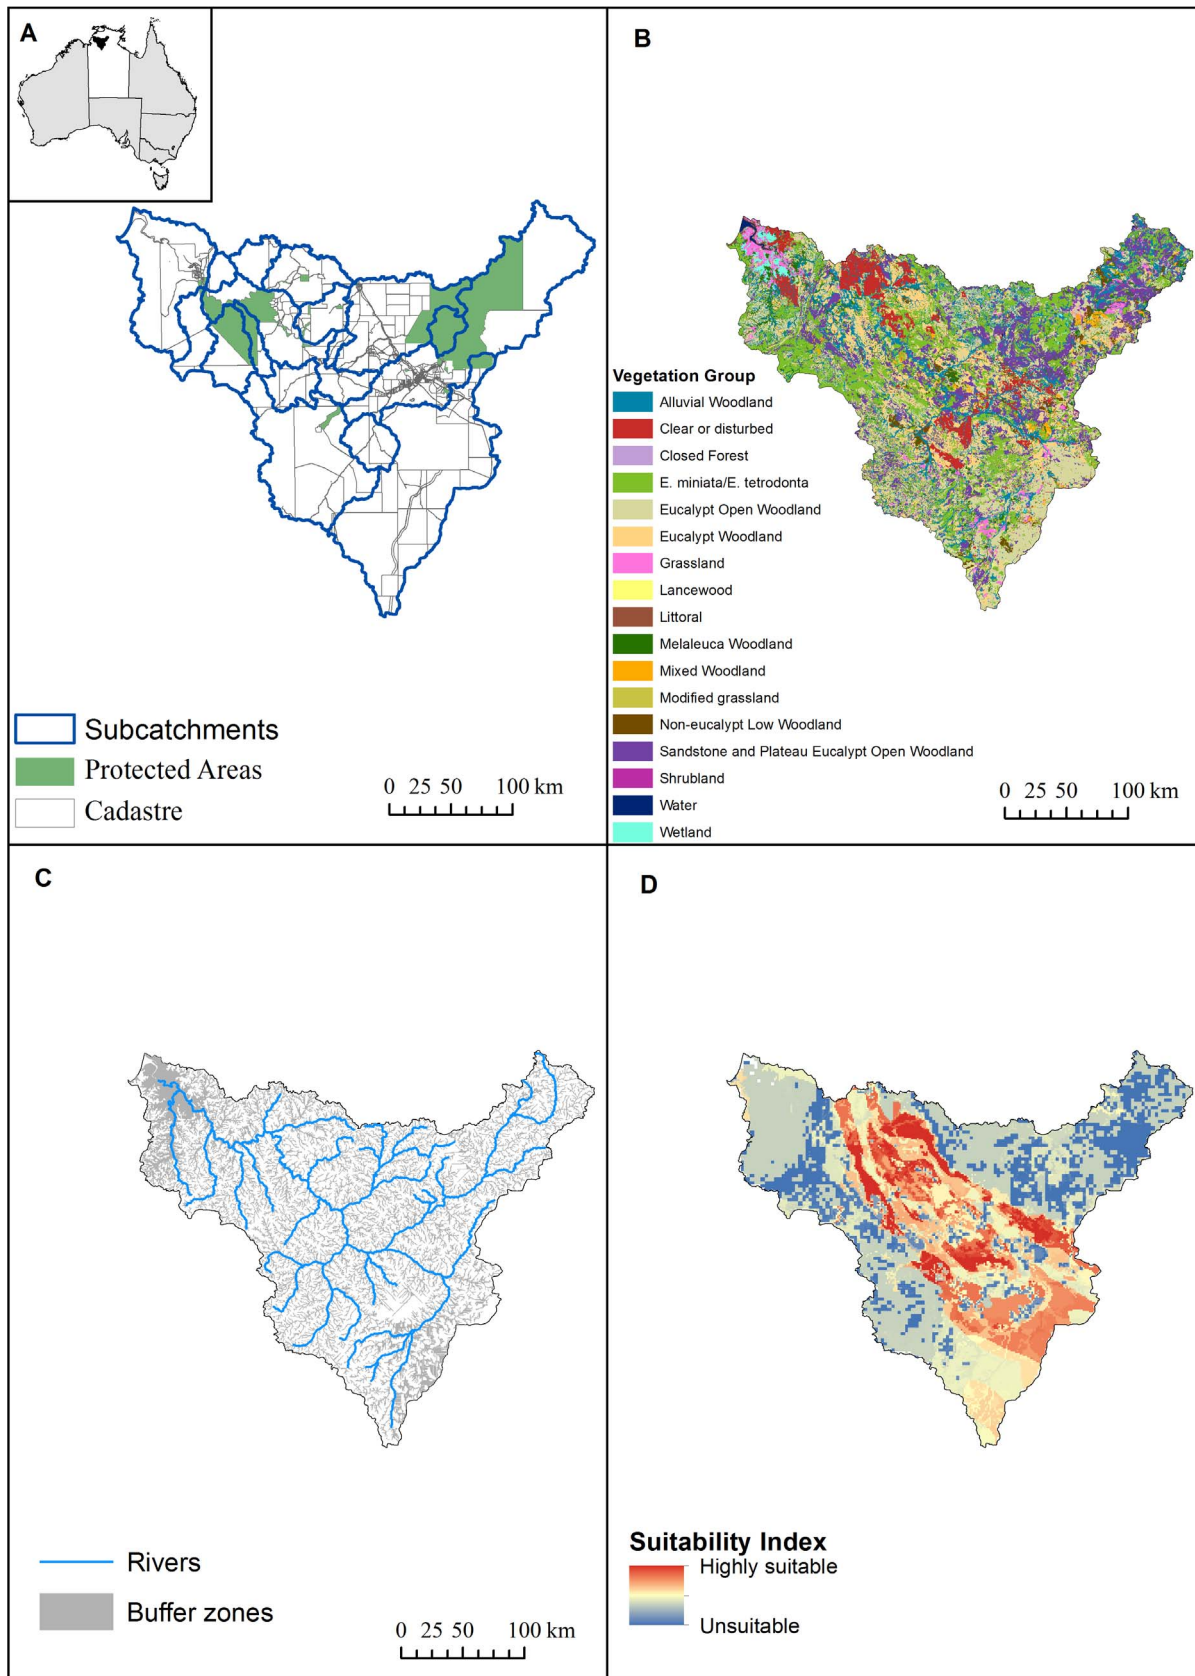 A
Subcatchments
Protected Areas
Cadastre
0 25 50 100 km
B
Vegetation Group
Alluvial Woodland
Clear or disturbed
Closed Forest
E. miniata/E. tetrodonta
Eucalypt Open Woodland
Eucalypt Woodland
Grassland
Lancewood
Littoral
Melaleuca Woodland
Mixed Woodland
Modified grassland
Non-eucalypt Low Woodland
Sandstone and Plateau Eucalypt Open Woodland
Shrubland
Water
Wetland
0 25 50 100 km
C
Rivers
Buffer zones
0 25 50 100 km
D
Suitability Index
Highly suitable
Unsuitable